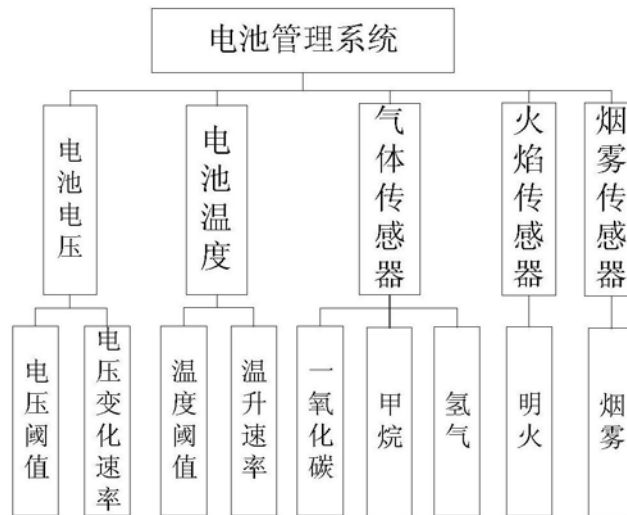 电池管理系统
电池电压
电池温度
气体传感器
火焰传感器
烟雾传感器
电压阈值
电压变化速率
温度阈值
温升速率
一氧化碳
甲烷
氢气
明火
烟雾